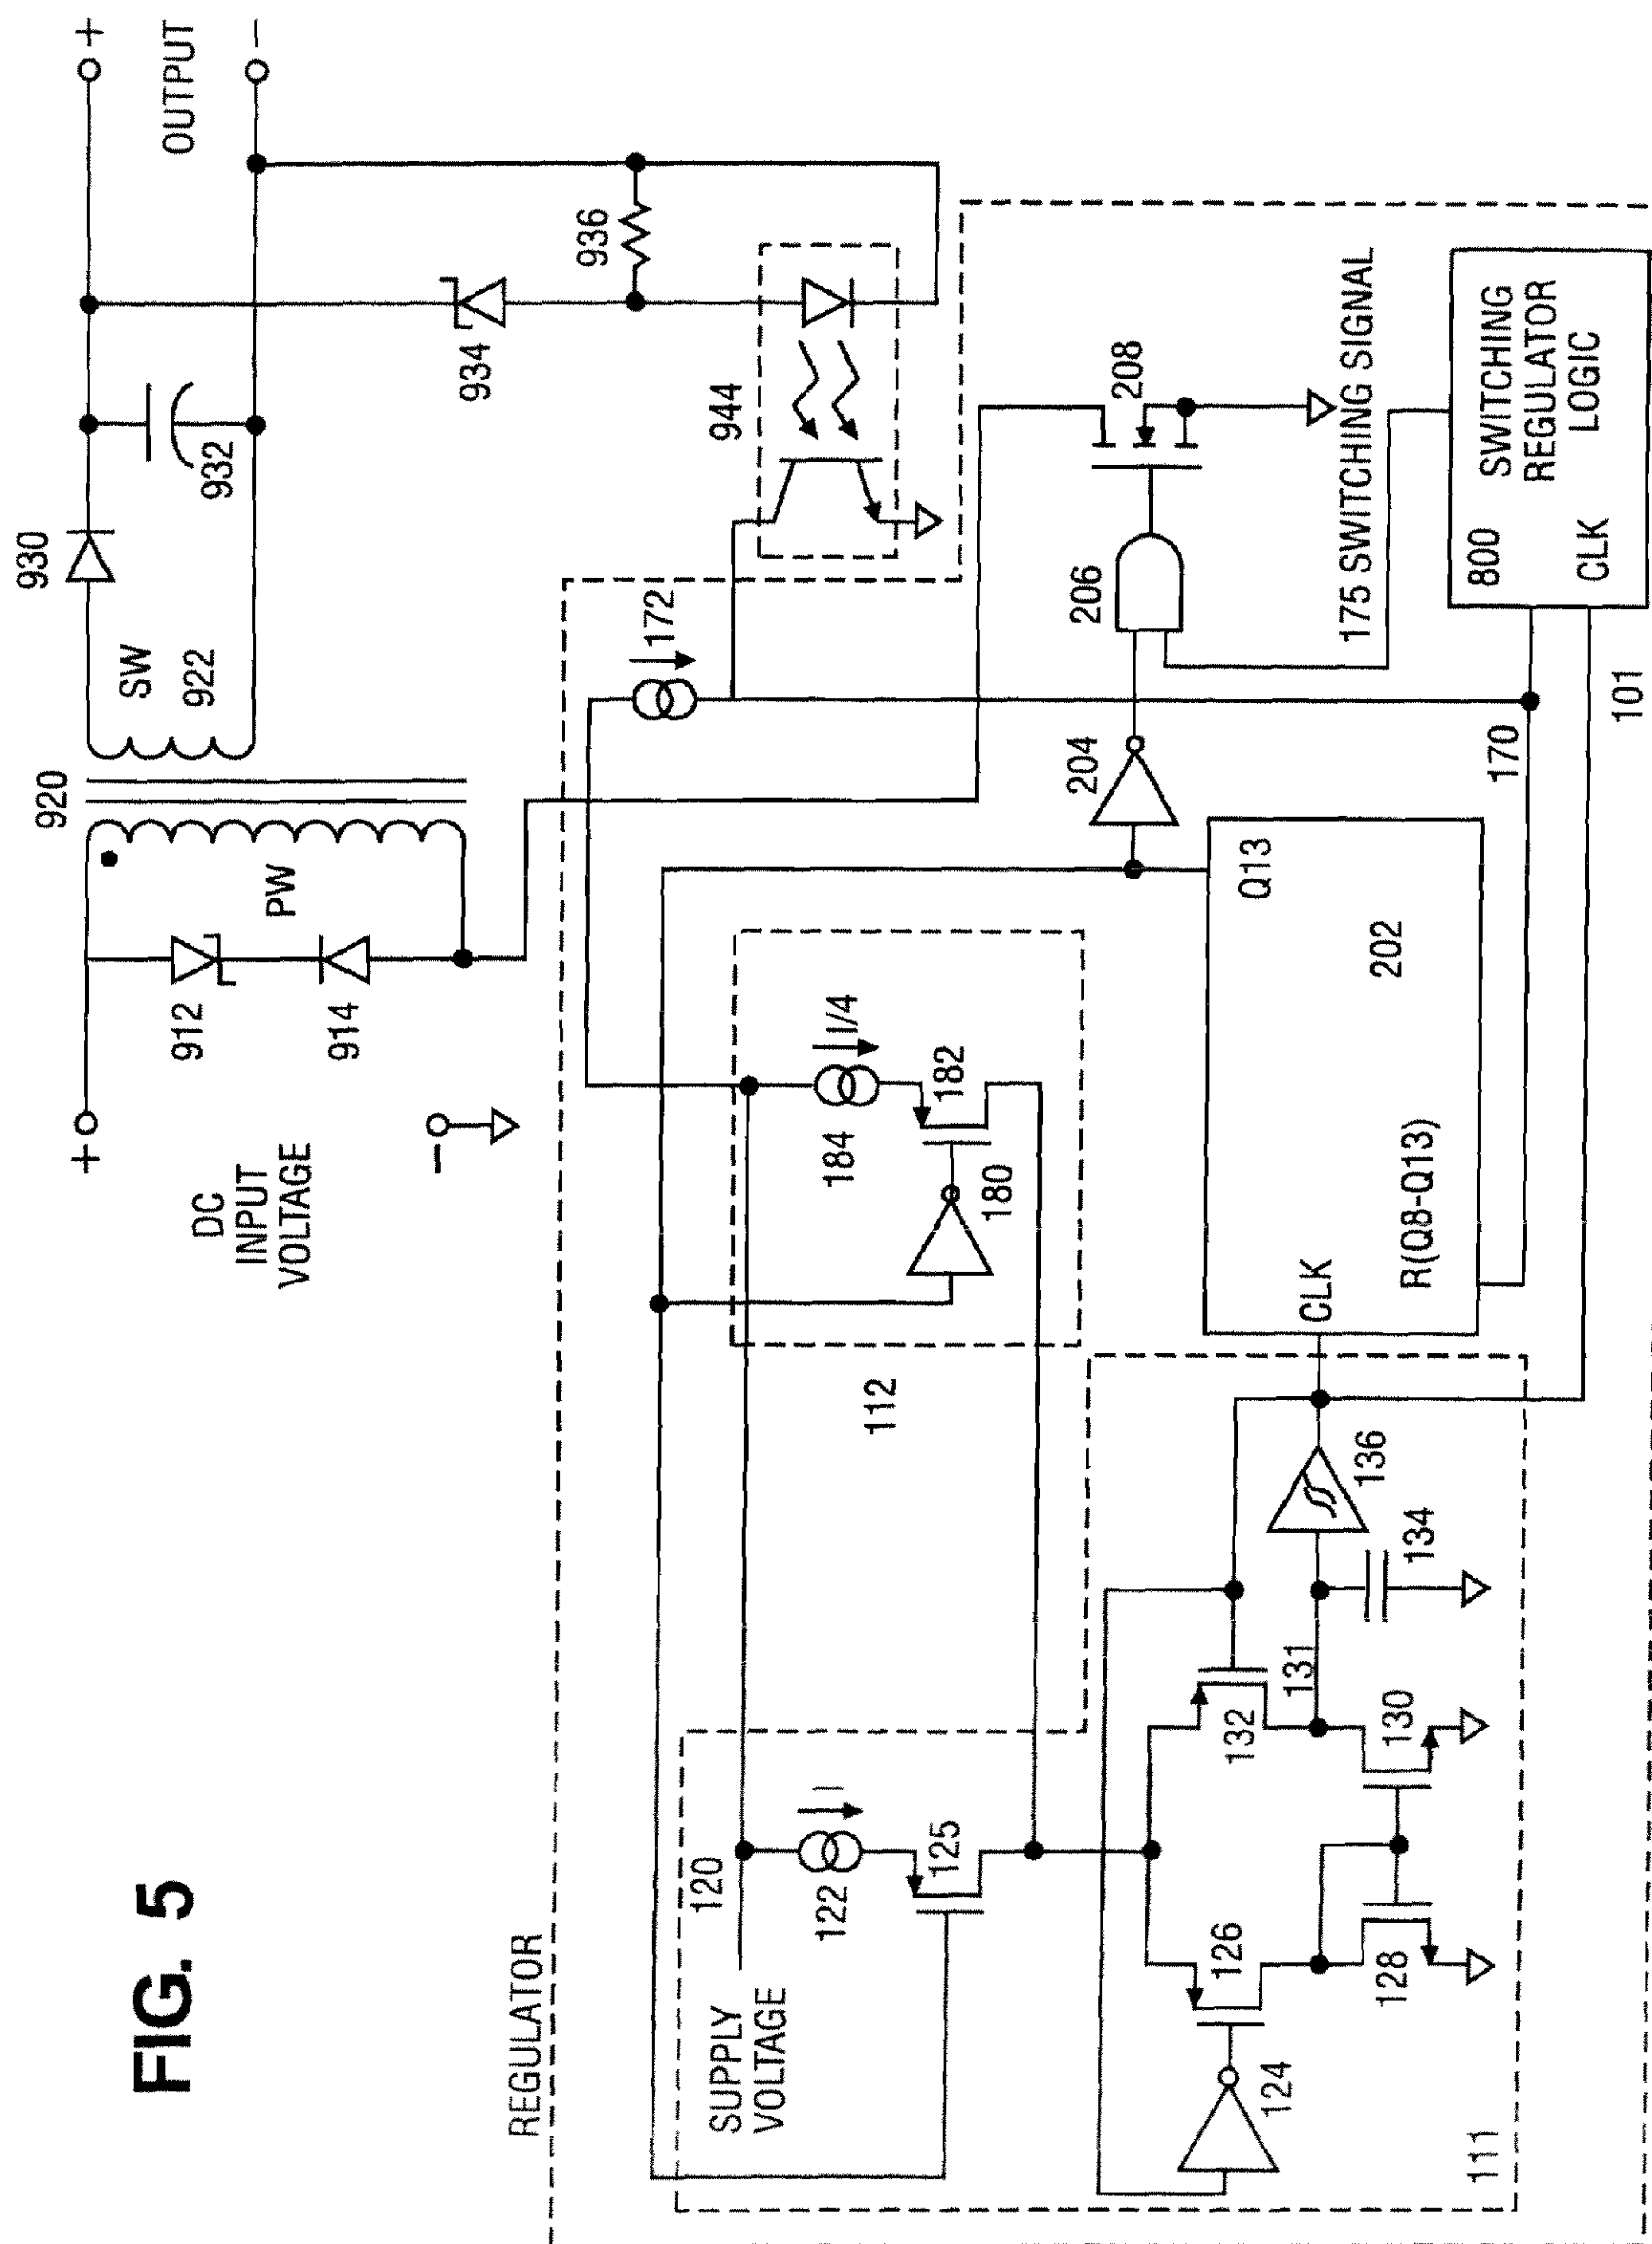 FIG. 5
+
DC
INPUT
VOLTAGE
−
912
914
PW
920
SW
922
930
932
934
936
944
OUTPUT
+
−
REGULATOR
SUPPLY
VOLTAGE
120
122
I
125
112
184
I/4
182
180
172
124
126
128
130
132
131
134
136
111
CLK
R(Q8-Q13)
202
Q13
204
206
208
175 SWITCHING SIGNAL
170
101
800
SWITCHING
REGULATOR
LOGIC
CLK